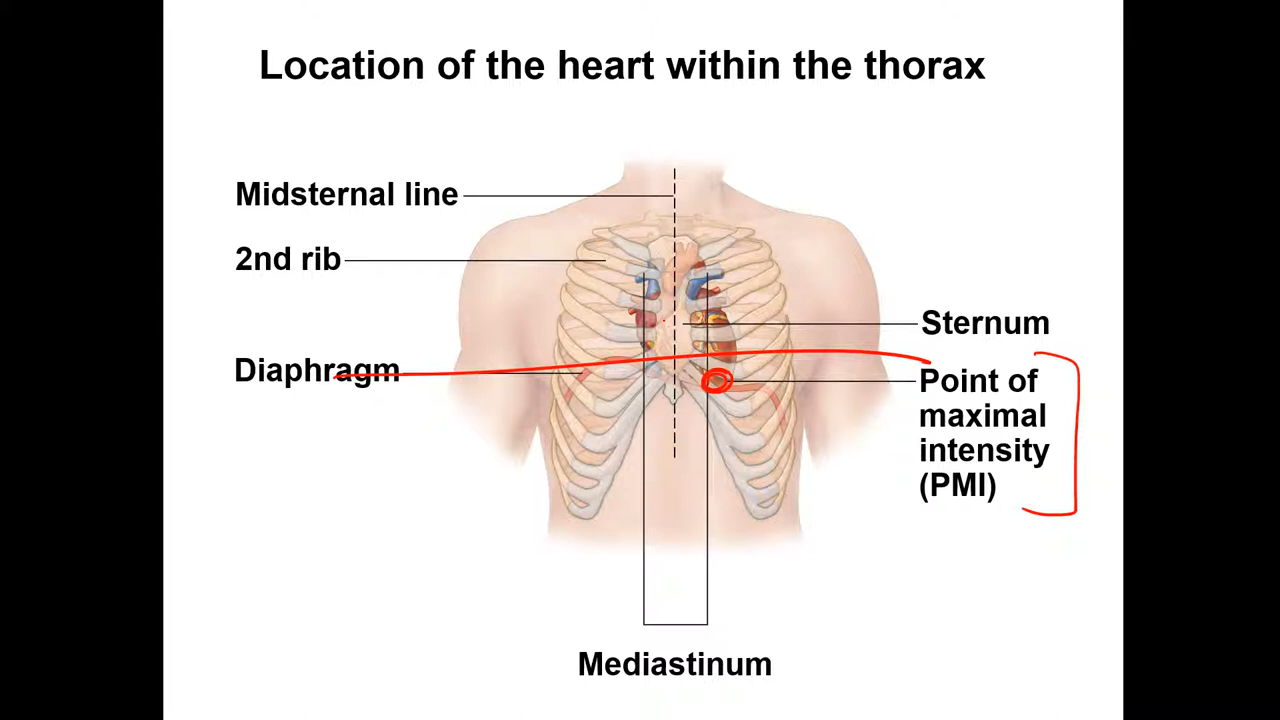 Location of the heart within the thorax
Midsternal line
2nd rib
Sternum
Diaphragm
Point of
maximal
intensity
(PMI)
Mediastinum